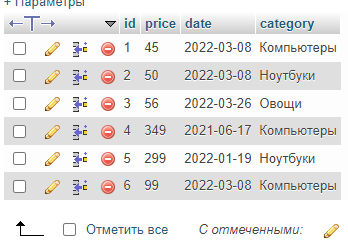 + Параметры
id price date category
1 45 2022-03-08 Компьютеры
2 50 2022-03-08 Ноутбуки
3 56 2022-03-26 Овощи
4 349 2021-06-17 Компьютеры
5 299 2022-01-19 Ноутбуки
6 99 2022-03-08 Компьютеры
Отметить все С отмеченными: